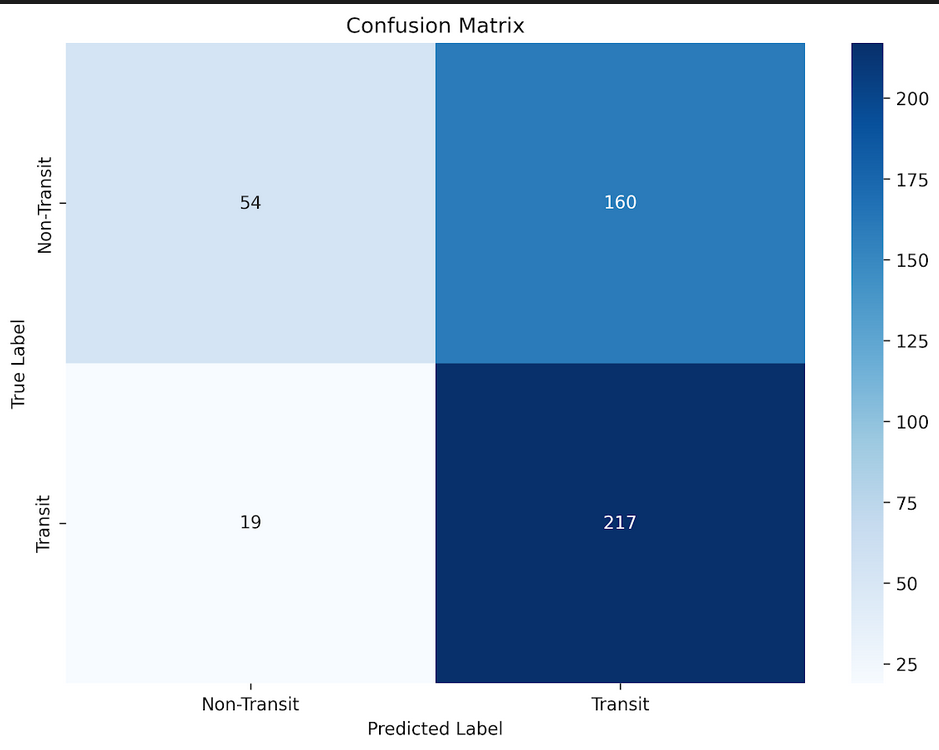 Confusion Matrix
True Label
Non-Transit
Transit
54
160
19
217
Non-Transit
Transit
Predicted Label
200
175
150
125
100
75
50
25